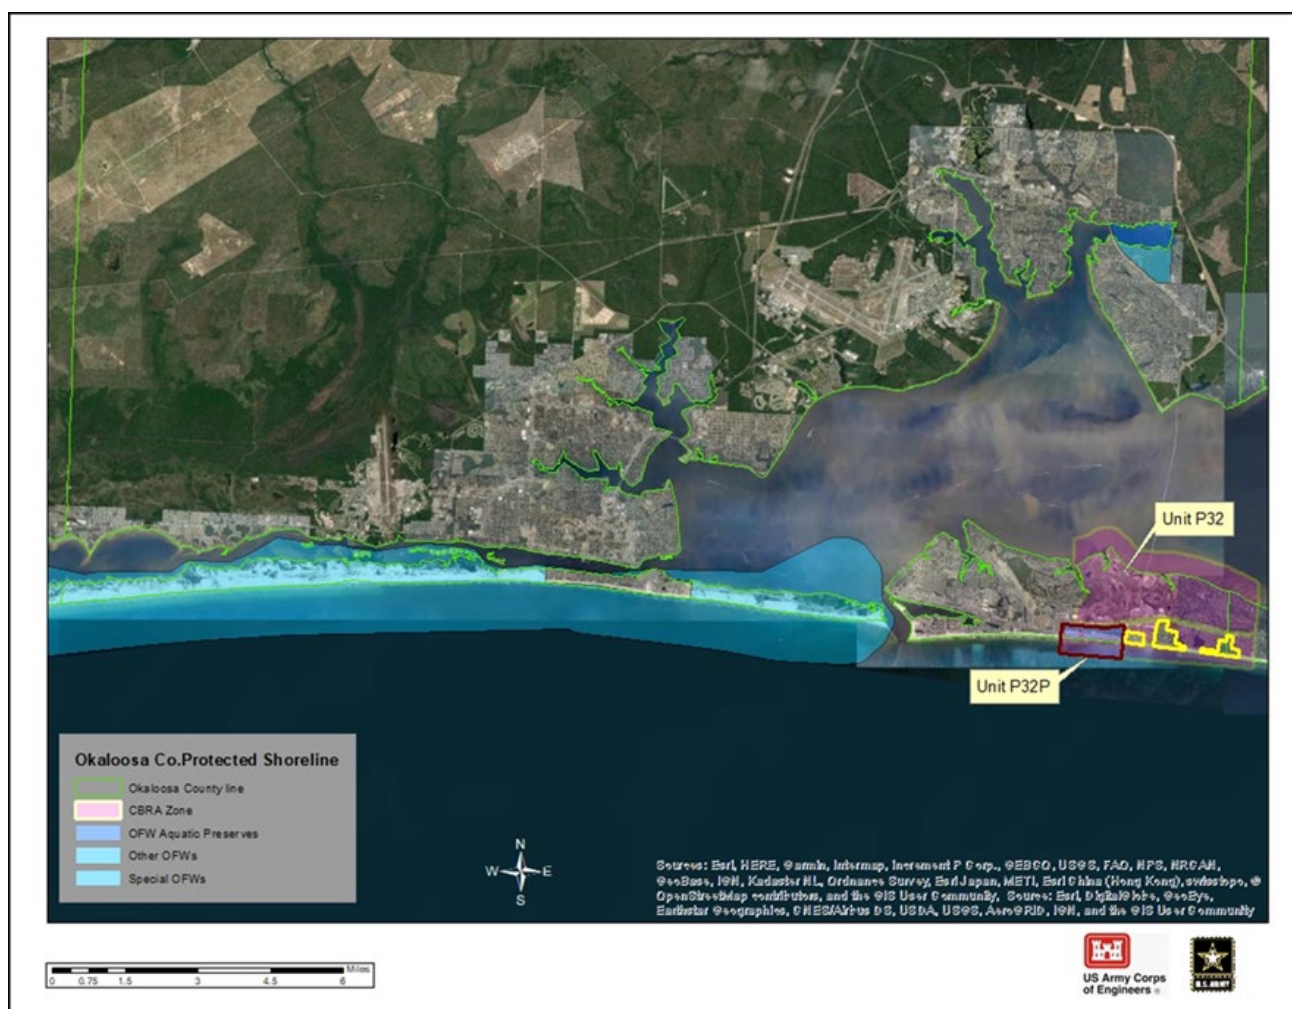 Unit P32
Unit P32P
Okaloosa Co.Protected Shoreline
Okaloosa County line
CBRA Zone
OFW Aquatic Preserves
Other OFWs
Special OFWs
N
W E
S
Sources: Esri, HERE, Garmin, Intermap, increment P Corp., GEBCO, USGS, FAO, NPS, NRCAN,
GeoBase, IGN, Kadaster NL, Ordnance Survey, Esri Japan, METI, Esri China (Hong Kong), swisstopo, ©
OpenStreetMap contributors, and the GIS User Community, Sources: Esri, DigitalGlobe, GeoEye,
Earthstar Geographics, CNES/Airbus DS, USDA, USGS, AeroGRID, IGN, and the GIS User Community
Miles
0 0.75 1.5 3 4.5 6
US Army Corps
of Engineers ®
U.S. ARMY